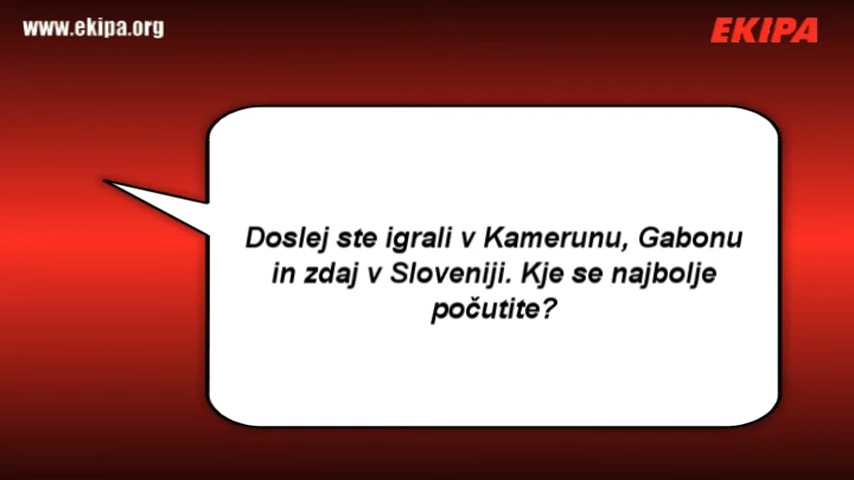 www.ekipa.org
EKIPA
Doslej ste igrali v Kamerunu, Gabonu
in zdaj v Sloveniji. Kje se najbolje
počutite?